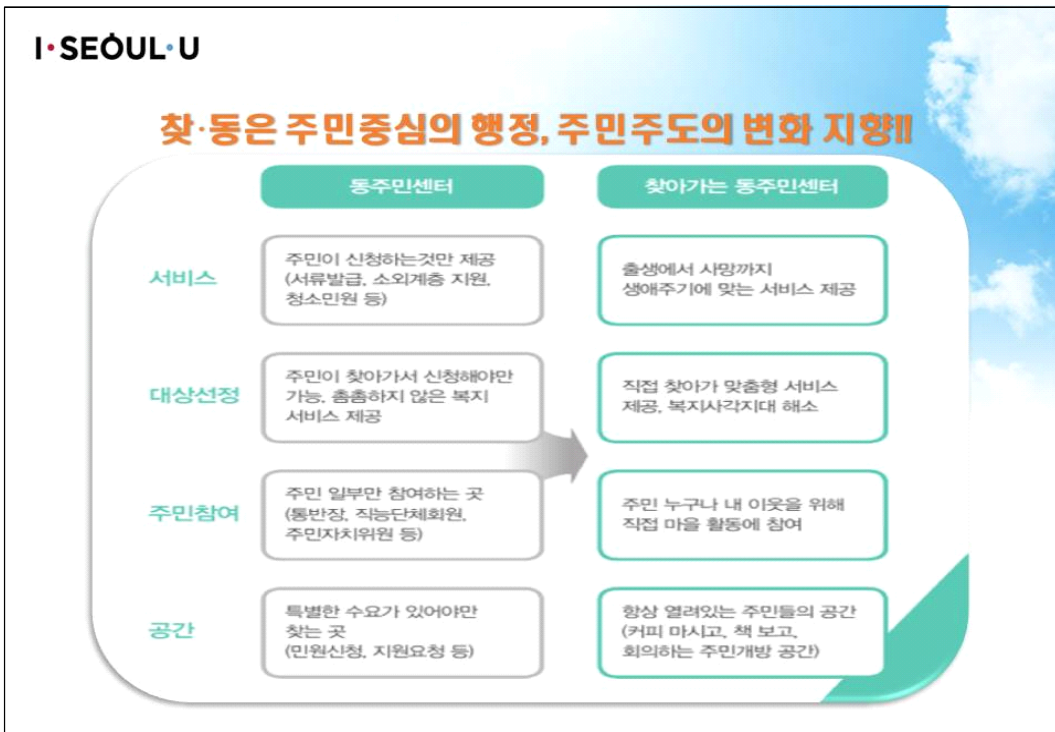 I·SEOUL·U
찾·동은 주민중심의 행정, 주민주도의 변화 지향!!
동주민센터
찾아가는 동주민센터
서비스
주민이 신청하는것만 제공
(서류발급, 소외계층 지원,
청소민원 등)
출생에서 사망까지
생애주기에 맞는 서비스 제공
대상선정
주민이 찾아가서 신청해야만
가능, 촘촘하지 않은 복지
서비스 제공
직접 찾아가 맞춤형 서비스
제공, 복지사각지대 해소
주민참여
주민 일부만 참여하는 곳
(통반장, 직능단체회원,
주민자치위원 등)
주민 누구나 내 이웃을 위해
직접 마을 활동에 참여
공간
특별한 수요가 있어야만
찾는 곳
(민원신청, 지원요청 등)
항상 열려있는 주민들의 공간
(커피 마시고, 책 보고,
회의하는 주민개방 공간)